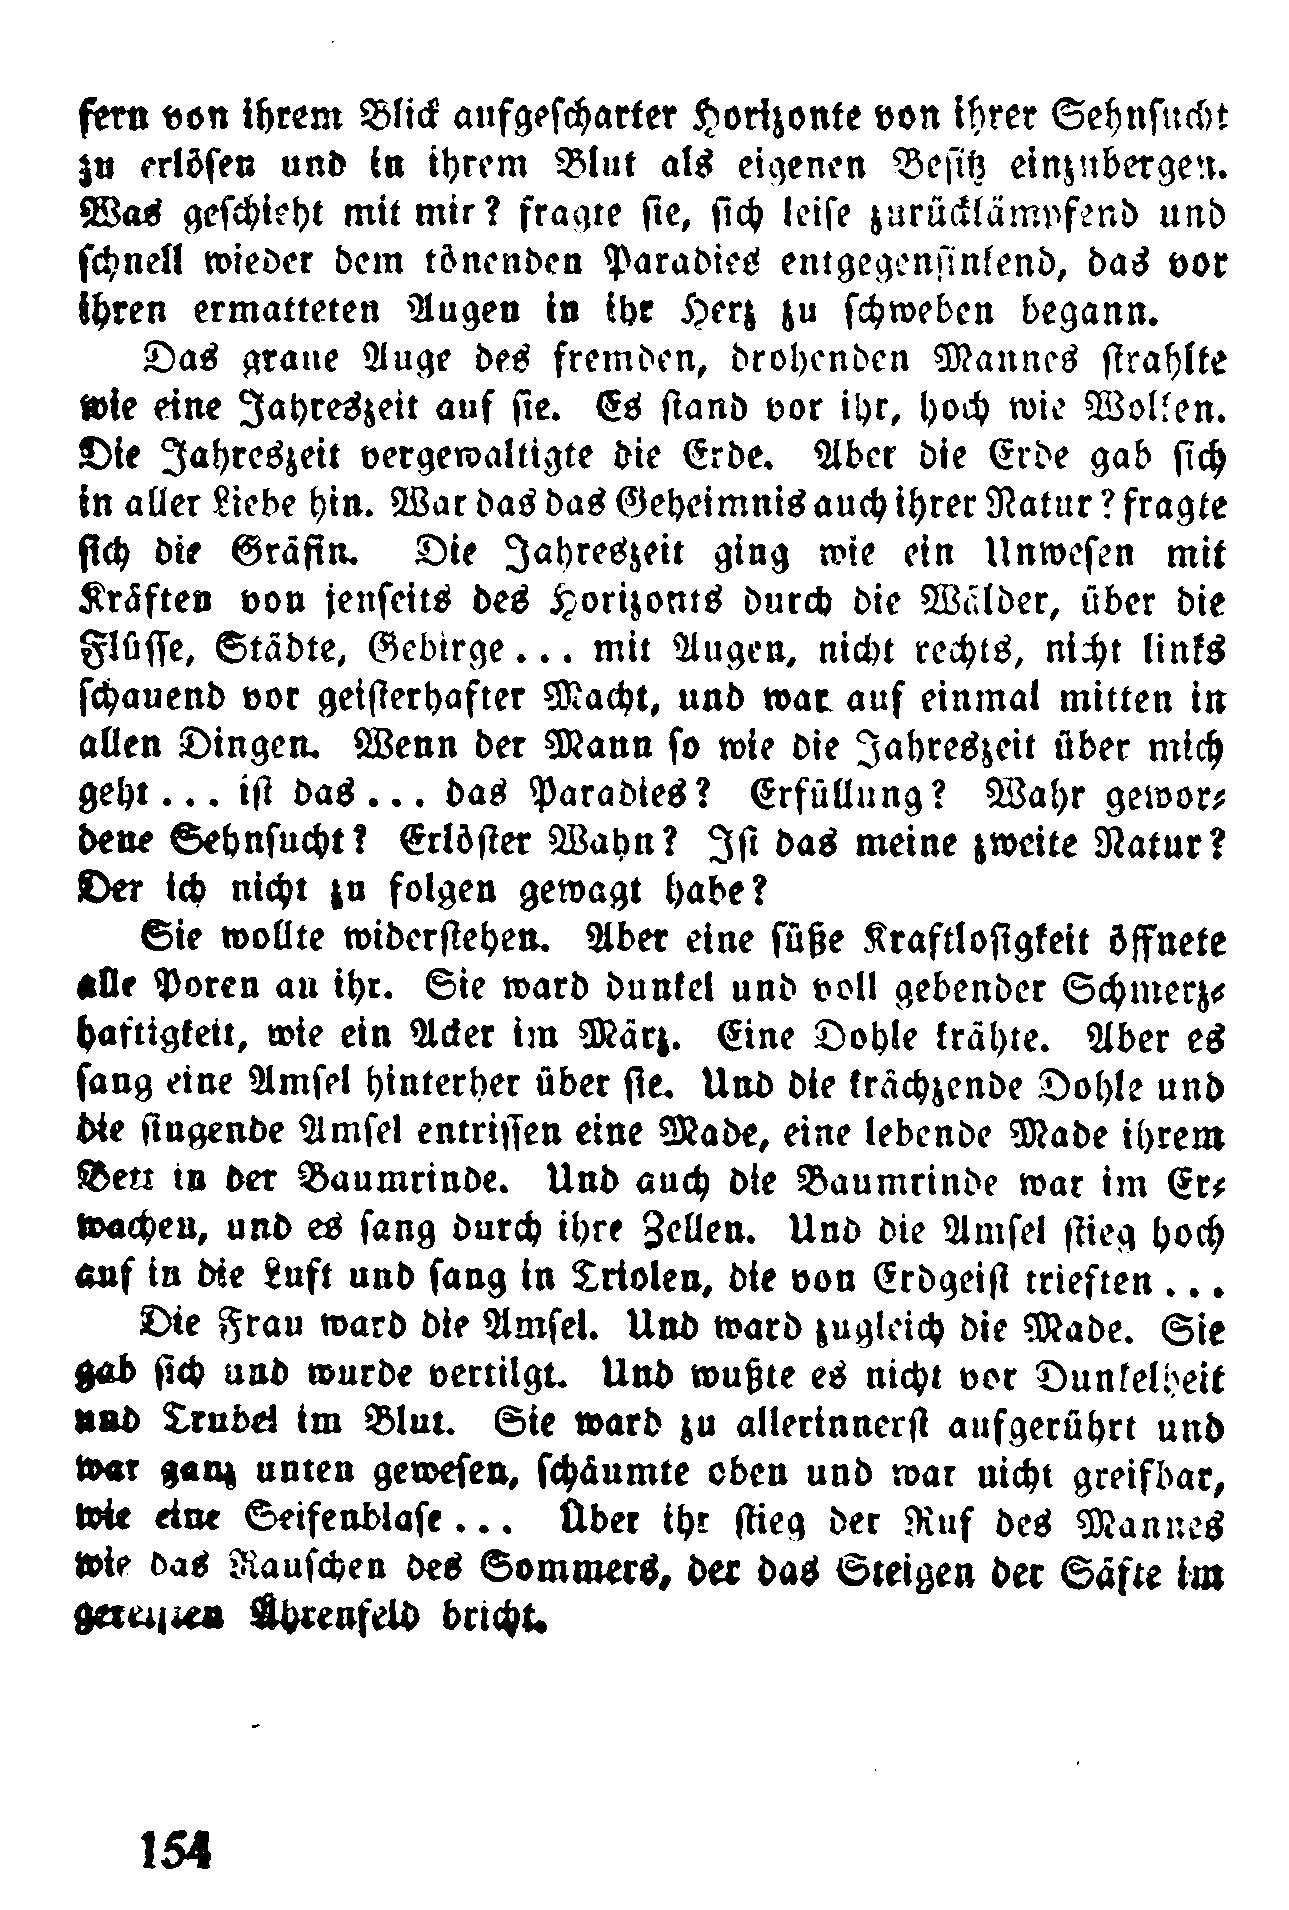 fern von ihrem Blick aufgescharter Horizonte von ihrer Sehnsucht
zu erlösen und in ihrem Blut als eigenen Besitz einzubergen.
Was geschieht mit mir? fragte sie, sich leise zurückkämpfend und
schnell wieder dem tönenden Paradies entgegensinkend, das vor
ihren ermatteten Augen in ihr Herz zu schweben begann.
Das graue Auge des fremden, drohenden Mannes strahlte
wie eine Jahreszeit auf sie. Es stand vor ihr, hoch wie Wolken.
Die Jahreszeit vergewaltigte die Erde. Aber die Erde gab sich
in aller Liebe hin. War das das Geheimnis auch ihrer Natur? fragte
sich die Gräfin. Die Jahreszeit ging wie ein Unwesen mit
Kräften von jenseits des Horizonts durch die Wälder, über die
Flüsse, Städte, Gebirge... mit Augen, nicht rechts, nicht links
schauend vor geisterhafter Macht, und war auf einmal mitten in
allen Dingen. Wenn der Mann so wie die Jahreszeit über mich
geht... ist das... das Paradies? Erfüllung? Wahr gewor-
dene Sehnsucht? Erlöster Wahn? Ist das meine zweite Natur?
Der ich nicht zu folgen gewagt habe?
Sie wollte widerstehen. Aber eine süße Kraftlosigkeit öffnete
alle Poren an ihr. Sie ward dunkel und voll gebender Schmerz-
haftigkeit, wie ein Acker im März. Eine Dohle krähte. Aber es
sang eine Amsel hinterher über sie. Und die krächzende Dohle und
die singende Amsel entrissen eine Made, eine lebende Made ihrem
Bett in der Baumrinde. Und auch die Baumrinde war im Er-
wachen, und es sang durch ihre Zellen. Und die Amsel stieg hoch
auf in die Luft und sang in Triolen, die von Erdgeist trieften...
Die Frau ward die Amsel. Und ward zugleich die Made. Sie
gab sich und wurde vertilgt. Und wußte es nicht vor Dunkelheit
und Trubel im Blut. Sie ward zu allerinnerst aufgerührt und
war ganz unten gewesen, schäumte oben und war nicht greifbar,
wie eine Seifenblase... Über ihr stieg der Ruf des Mannes
wie das Rauschen des Sommers, der das Steigen der Säfte im
gereiften Ährenfeld bricht.
154